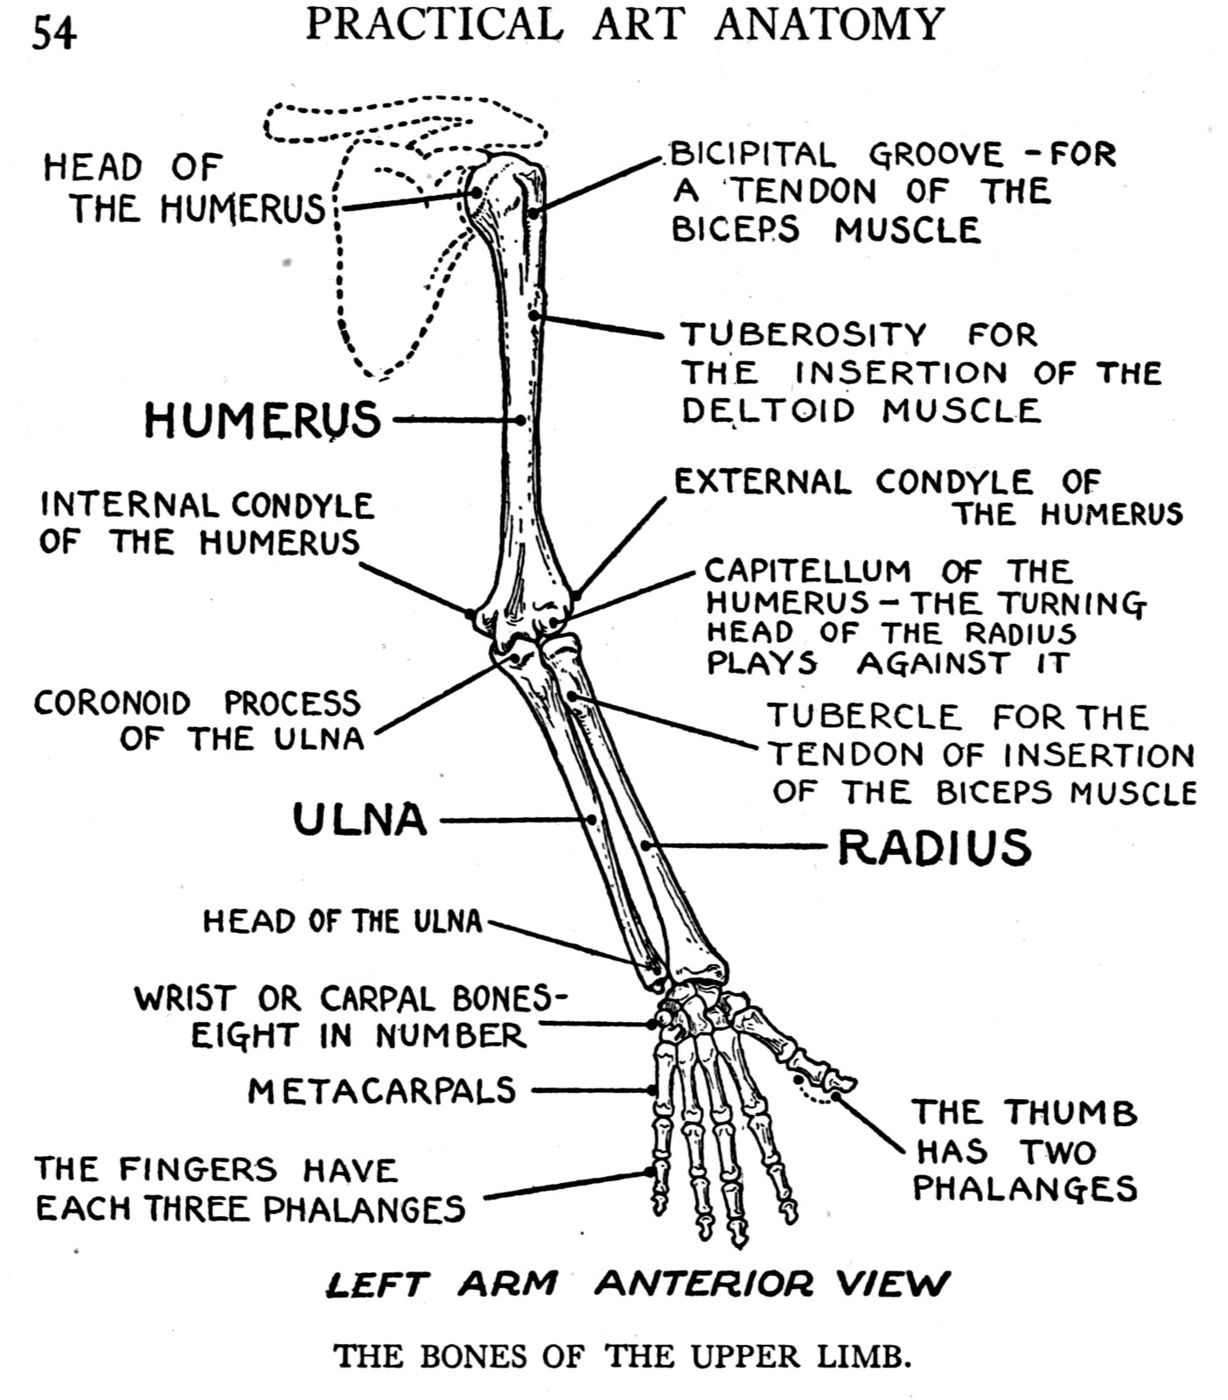 54
PRACTICAL ART ANATOMY
HEAD OF
THE HUMERUS
BICIPITAL GROOVE - FOR
A TENDON OF THE
BICEPS MUSCLE
TUBEROSITY FOR
THE INSERTION OF THE
DELTOID MUSCLE
HUMERUS
EXTERNAL CONDYLE OF
THE HUMERUS
INTERNAL CONDYLE
OF THE HUMERUS
CAPITELLUM OF THE
HUMERUS - THE TURNING
HEAD OF THE RADIUS
PLAYS AGAINST IT
CORONOID PROCESS
OF THE ULNA
TUBERCLE FOR THE
TENDON OF INSERTION
OF THE BICEPS MUSCLE
ULNA
RADIUS
HEAD OF THE ULNA
WRIST OR CARPAL BONES-
EIGHT IN NUMBER
METACARPALS
THE THUMB
HAS TWO
PHALANGES
THE FINGERS HAVE
EACH THREE PHALANGES
LEFT ARM ANTERIOR VIEW
THE BONES OF THE UPPER LIMB.